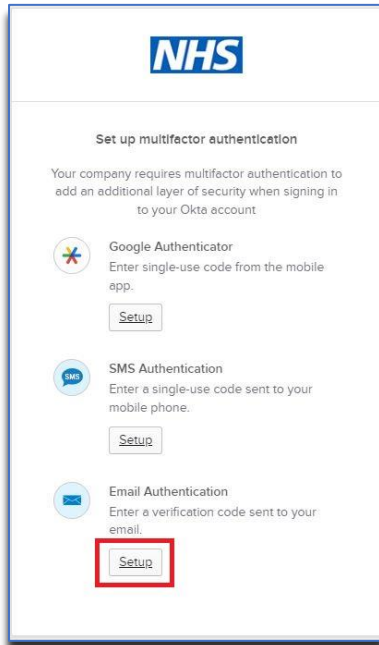 NHS
Set up multifactor authentication
Your company requires multifactor authentication to
add an additional layer of security when signing in
to your Okta account
Google Authenticator
Enter single-use code from the mobile
app.
Setup
SMS
SMS Authentication
Enter a single-use code sent to your
mobile phone.
Setup
Email Authentication
Enter a verification code sent to your
email.
Setup